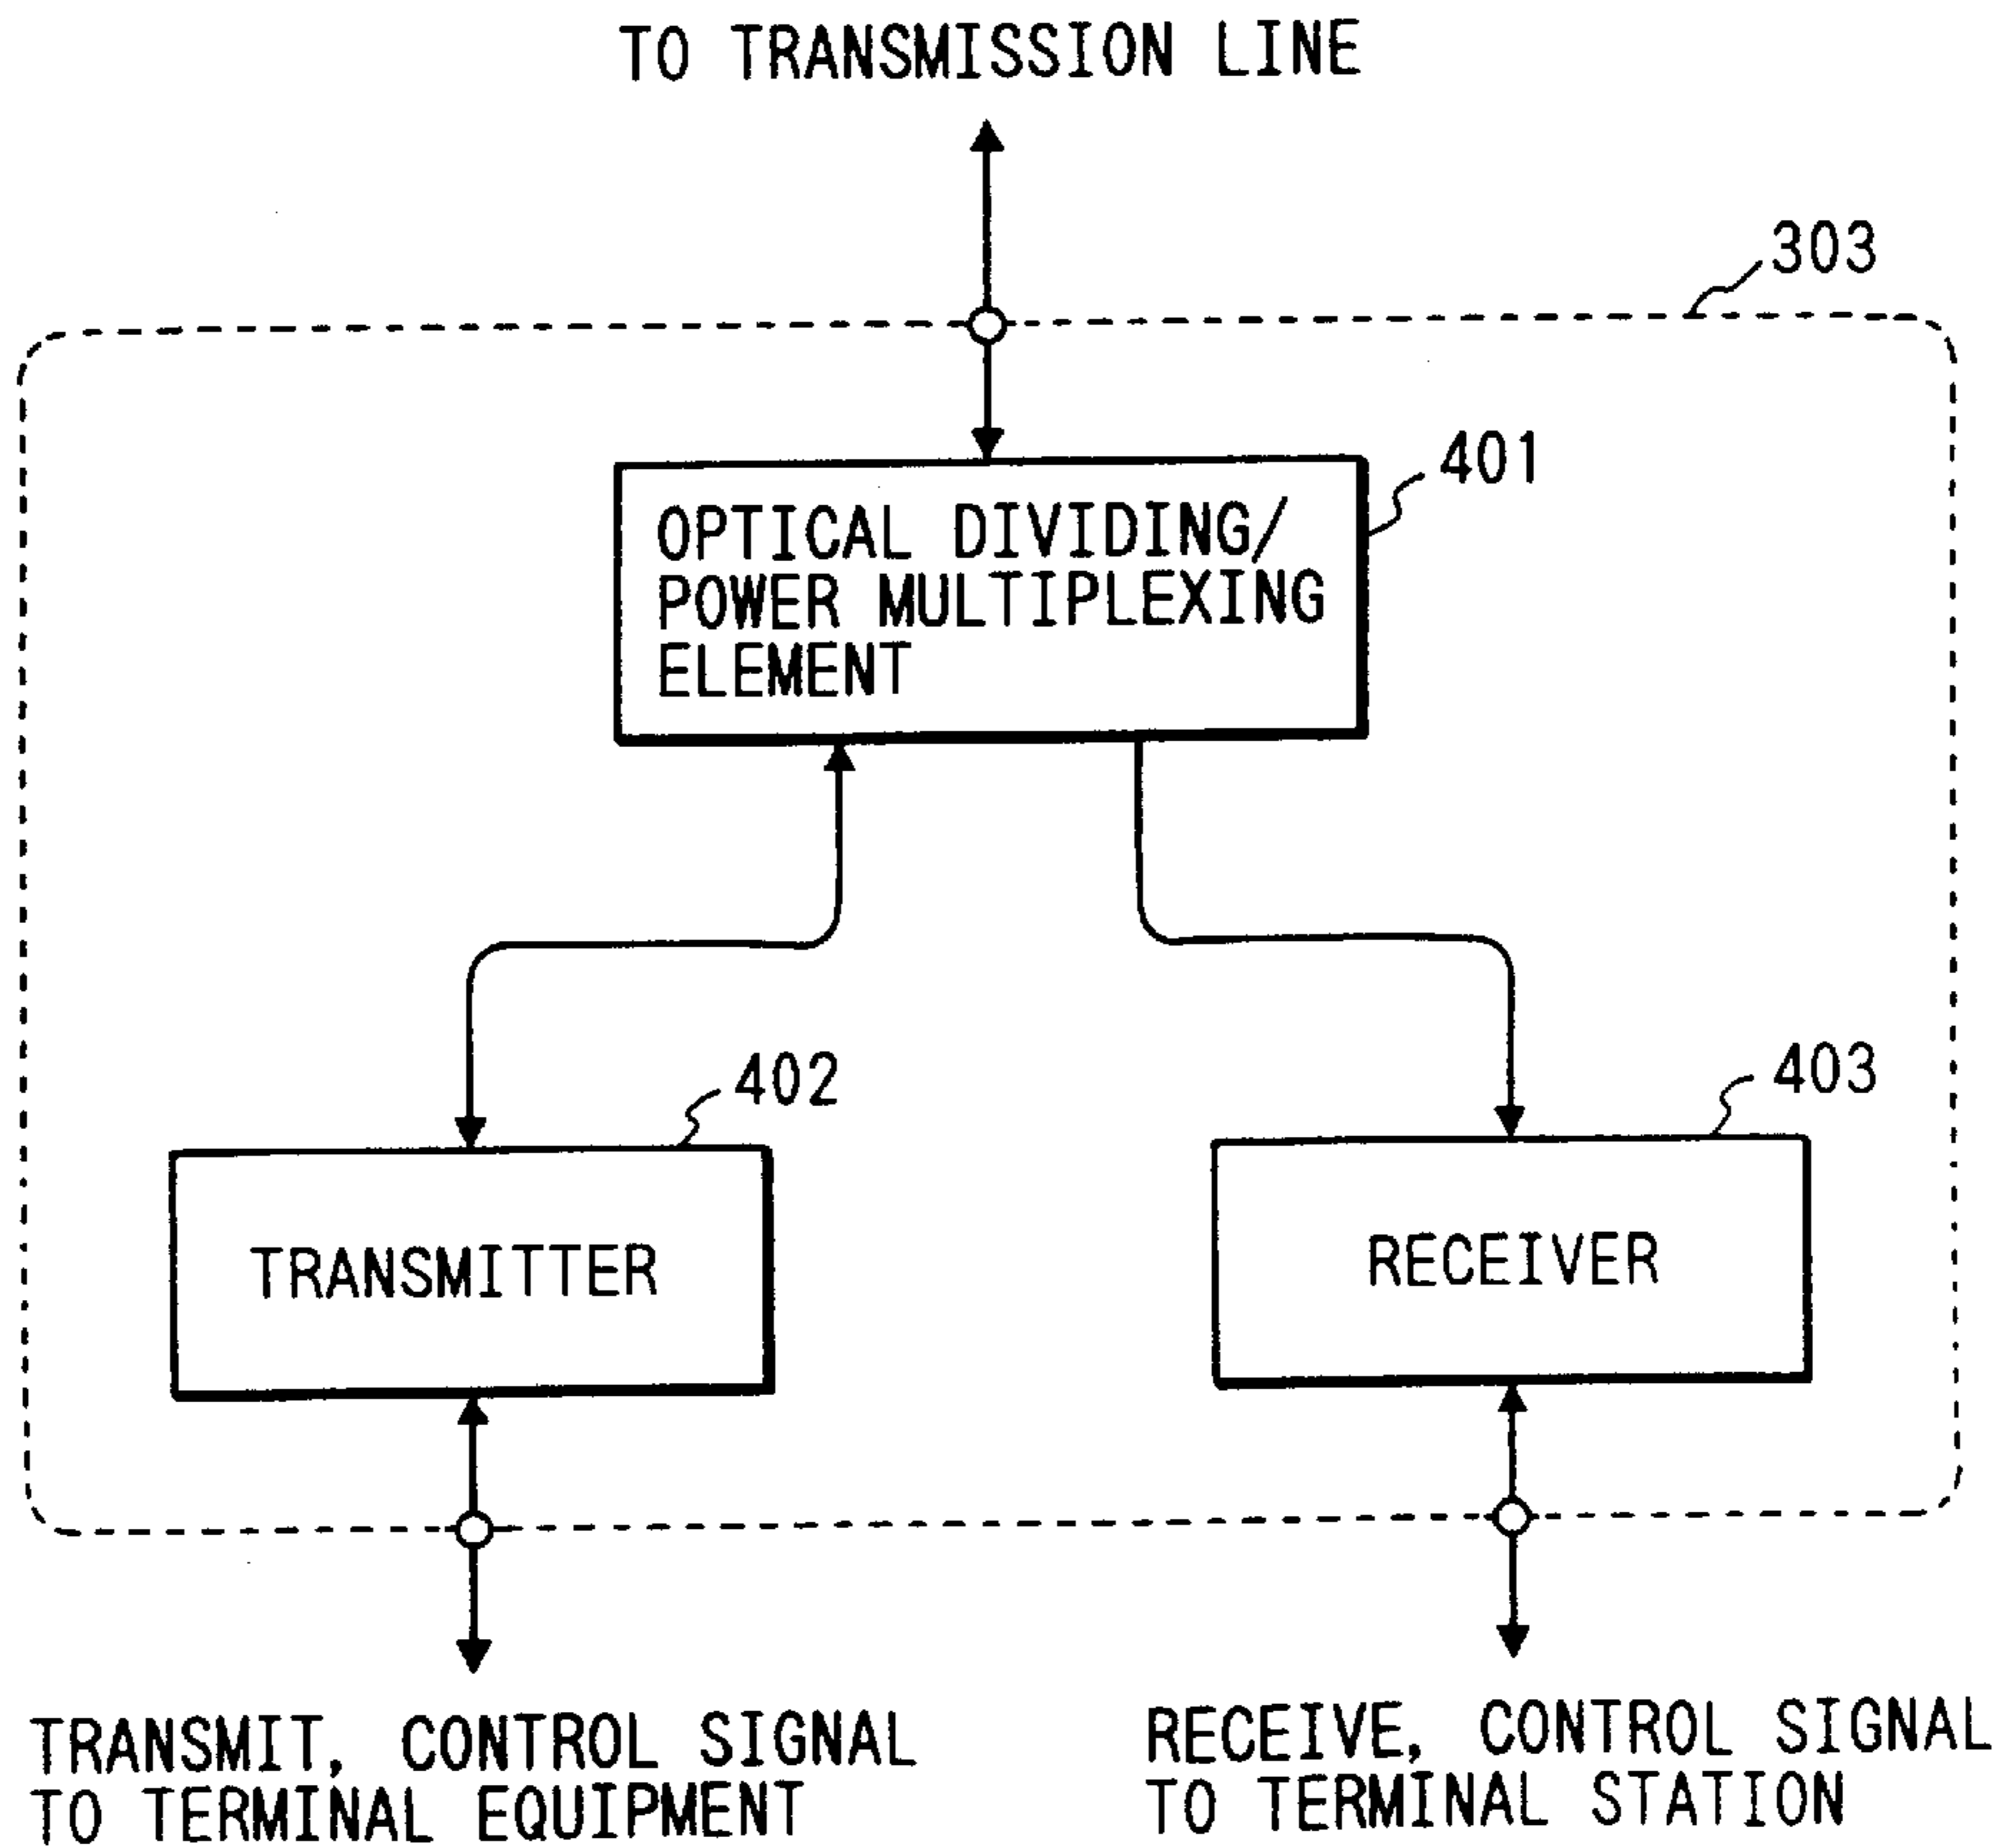 TO TRANSMISSION LINE
303
401
OPTICAL DIVIDING/
POWER MULTIPLEXING
ELEMENT
402
403
TRANSMITTER
RECEIVER
TRANSMIT, CONTROL SIGNAL
TO TERMINAL EQUIPMENT
RECEIVE, CONTROL SIGNAL
TO TERMINAL STATION